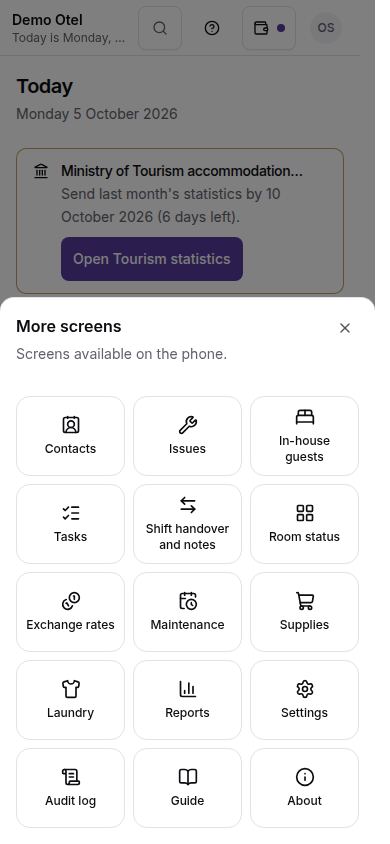 Demo Otel
Today is Monday, ...
OS
Today
Monday 5 October 2026
Ministry of Tourism accommodation...
Send last month's statistics by 10
October 2026 (6 days left).
Open Tourism statistics
More screens
Screens available on the phone.
Contacts
Issues
In-house
guests
Tasks
Shift handover
and notes
Room status
Exchange rates
Maintenance
Supplies
Laundry
Reports
Settings
Audit log
Guide
About